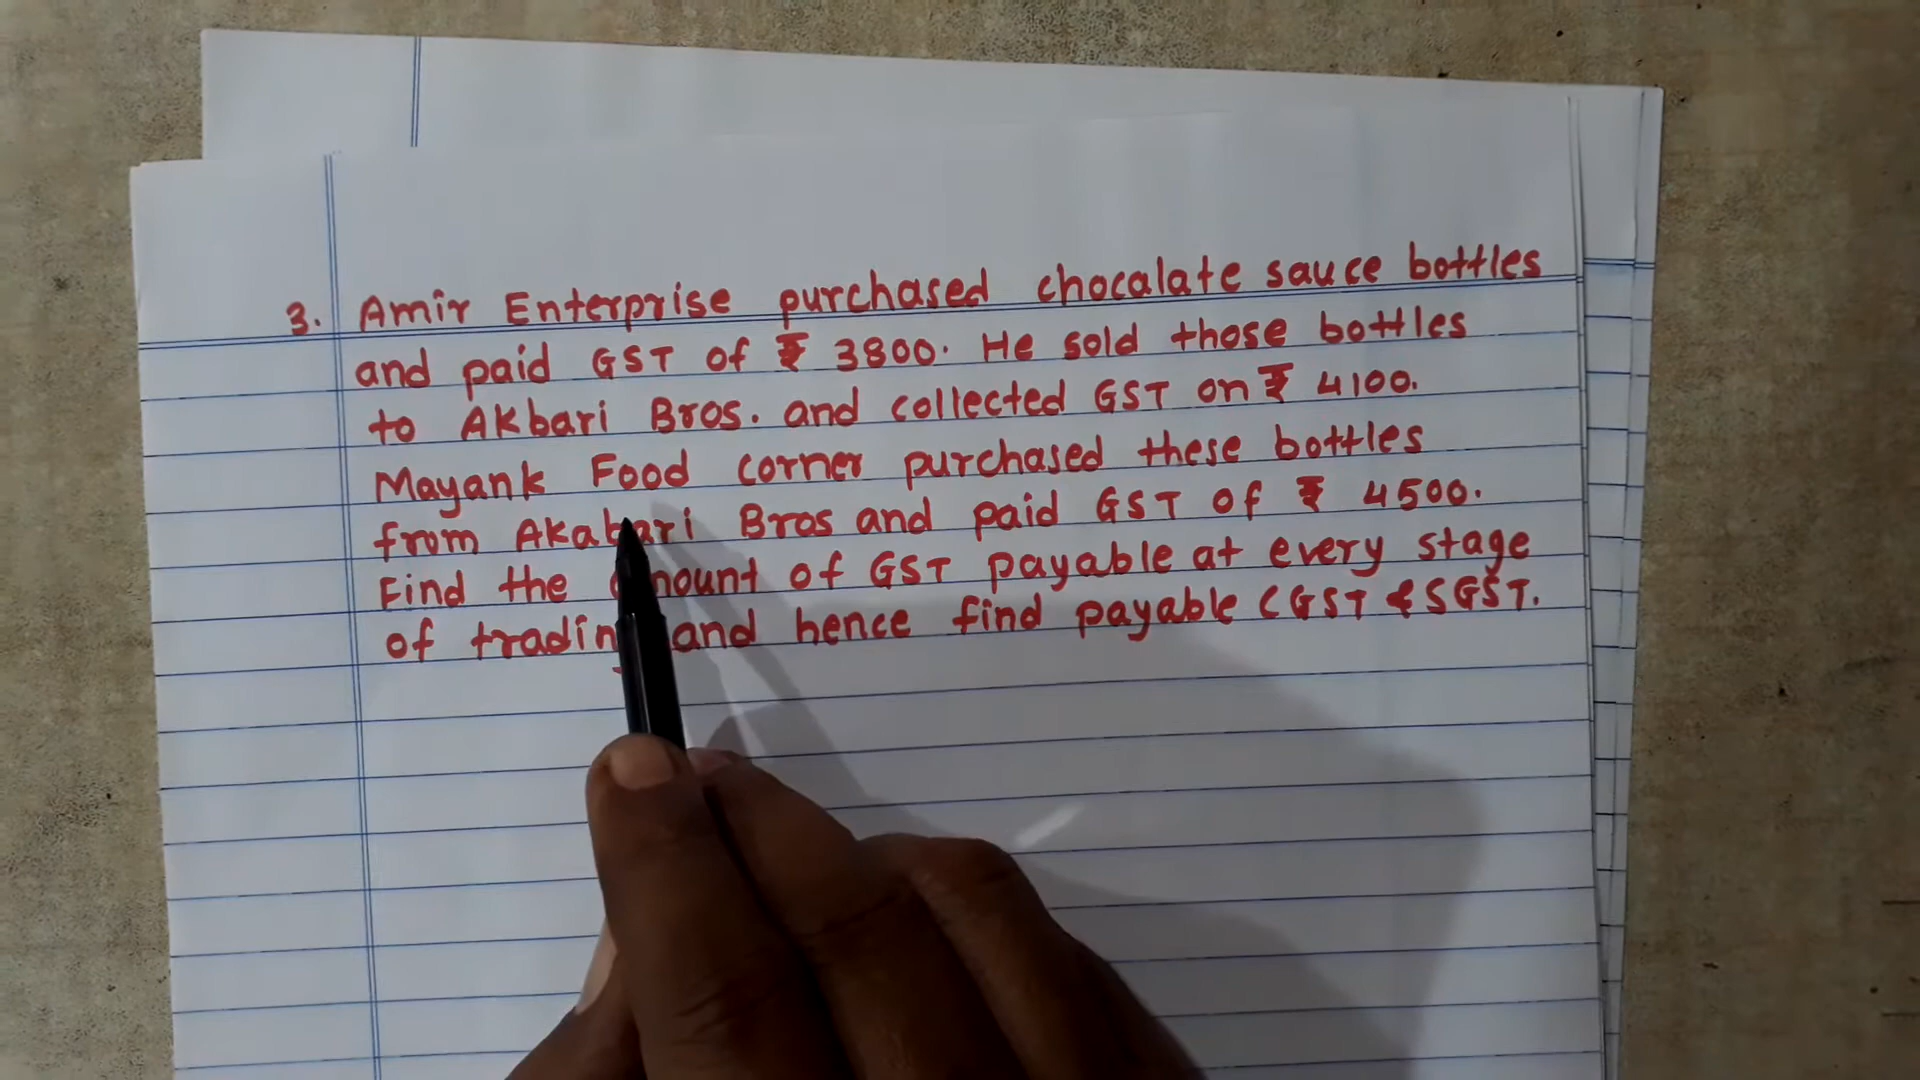 3. Amir Enterprise purchased chocalate sauce bottles
and paid GST of ₹ 3800. He sold those bottles
to Akbari Bros. and collected GST on ₹ 4100.
Mayank Food corner purchased these bottles
from Akabari Bros and paid GST of ₹ 4500.
Find the amount of GST payable at every stage
of trading and hence find payable CGST & SGST.